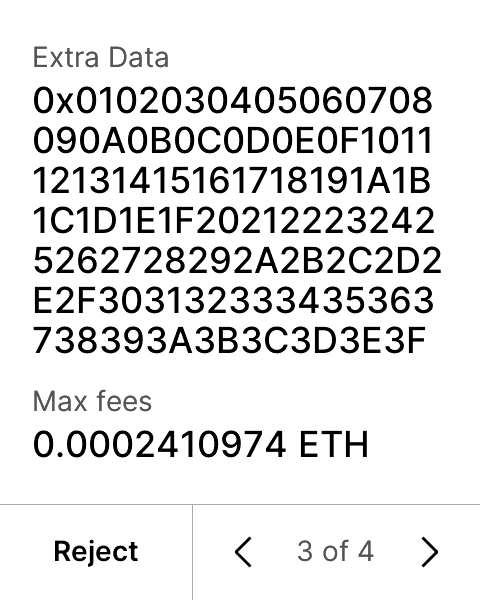 Extra Data
0x0102030405060708
090A0B0C0D0E0F1011
12131415161718191A1B
1C1D1E1F20212223242
5262728292A2B2C2D2
E2F303132333435363
738393A3B3C3D3E3F
Max fees
0.0002410974 ETH
Reject
3 of 4